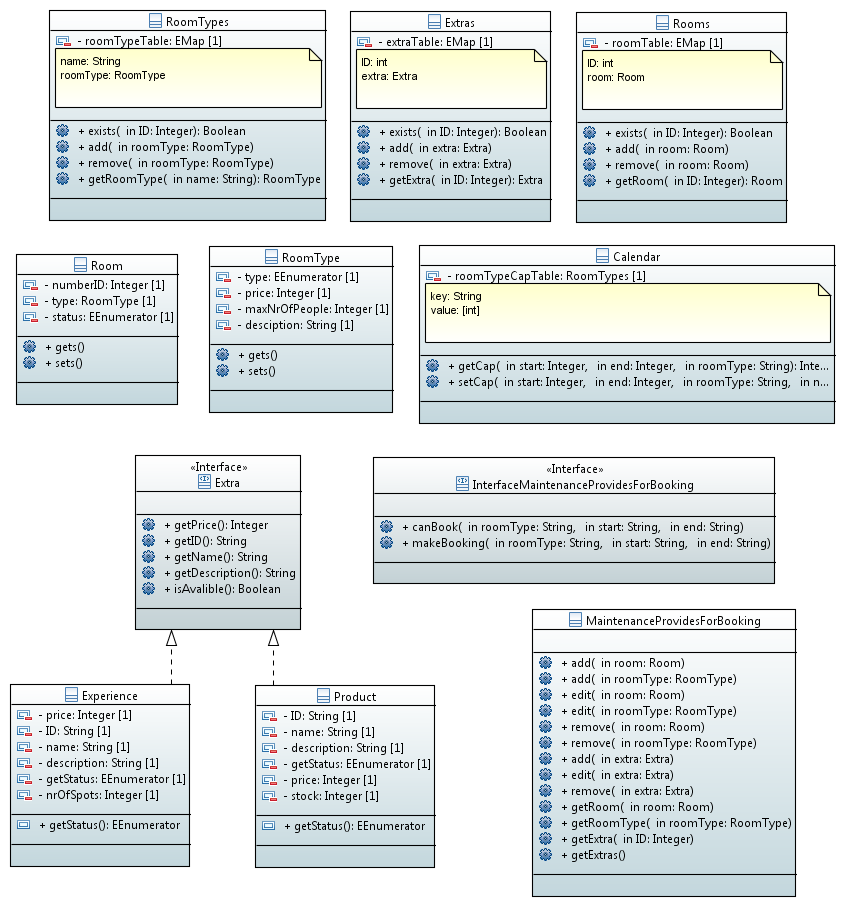 RoomTypes
- roomTypeTable: EMap [1]
name: String
roomType: RoomType
+ exists( in ID: Integer): Boolean
+ add( in roomType: RoomType)
+ remove( in roomType: RoomType)
+ getRoomType( in name: String): RoomType
Extras
- extraTable: EMap [1]
ID: int
extra: Extra
+ exists( in ID: Integer): Boolean
+ add( in extra: Extra)
+ remove( in extra: Extra)
+ getExtra( in ID: Integer): Extra
Rooms
- roomTable: EMap [1]
ID: int
room: Room
+ exists( in ID: Integer): Boolean
+ add( in room: Room)
+ remove( in room: Room)
+ getRoom( in ID: Integer): Room
Room
- numberID: Integer [1]
- type: RoomType [1]
- status: EEnumerator [1]
+ gets()
+ sets()
RoomType
- type: EEnumerator [1]
- price: Integer [1]
- maxNrOfPeople: Integer [1]
- desciption: String [1]
+ gets()
+ sets()
Calendar
- roomTypeCapTable: RoomTypes [1]
key: String
value: [int]
+ getCap( in start: Integer, in end: Integer, in roomType: String): Inte...
+ setCap( in start: Integer, in end: Integer, in roomType: String, in n...
«Interface»
Extra
+ getPrice(): Integer
+ getID(): String
+ getName(): String
+ getDescription(): String
+ isAvalible(): Boolean
«Interface»
InterfaceMaintenanceProvidesForBooking
+ canBook( in roomType: String, in start: String, in end: String)
+ makeBooking( in roomType: String, in start: String, in end: String)
Experience
- price: Integer [1]
- ID: String [1]
- name: String [1]
- description: String [1]
- getStatus: EEnumerator [1]
- nrOfSpots: Integer [1]
+ getStatus(): EEnumerator
Product
- ID: String [1]
- name: String [1]
- description: String [1]
- getStatus: EEnumerator [1]
- price: Integer [1]
- stock: Integer [1]
+ getStatus(): EEnumerator
MaintenanceProvidesForBooking
+ add( in room: Room)
+ add( in roomType: RoomType)
+ edit( in room: Room)
+ edit( in roomType: RoomType)
+ remove( in room: Room)
+ remove( in roomType: RoomType)
+ add( in extra: Extra)
+ edit( in extra: Extra)
+ remove( in extra: Extra)
+ getRoom( in room: Room)
+ getRoomType( in roomType: RoomType)
+ getExtra( in ID: Integer)
+ getExtras()